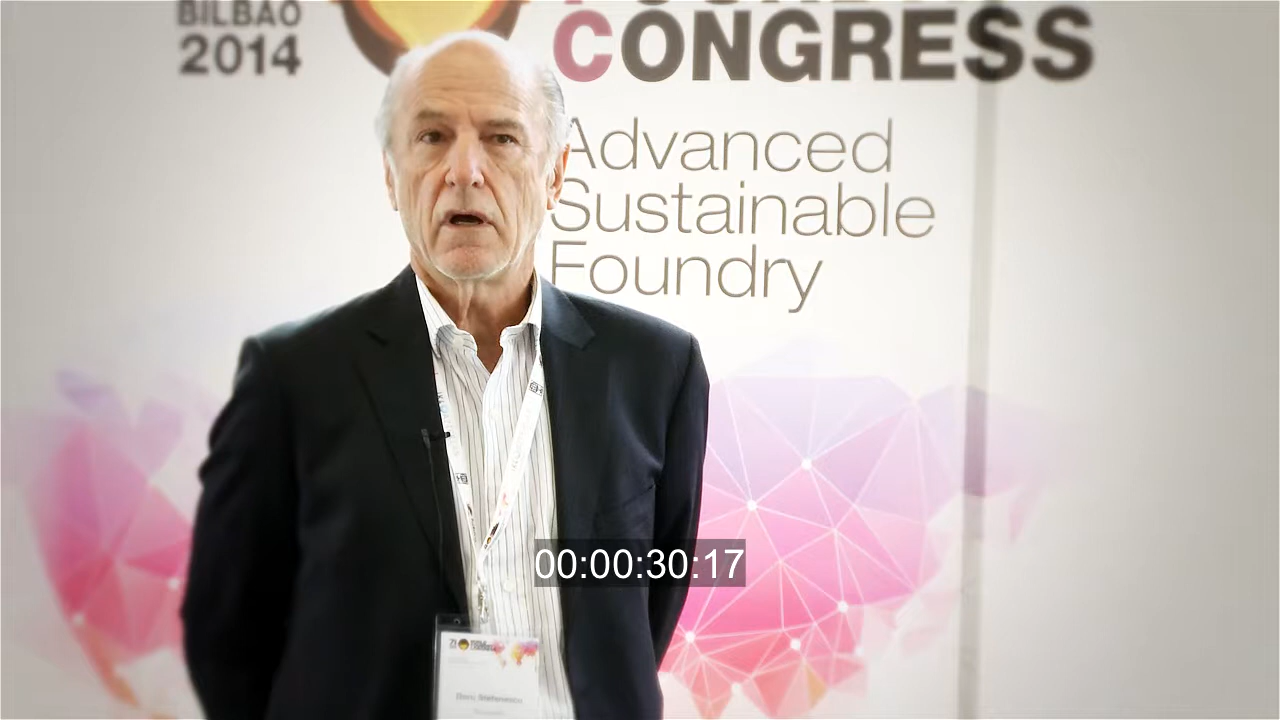 BILBAO
2014
CONGRESS
Advanced
Sustainable
Foundry
00:00:30:17